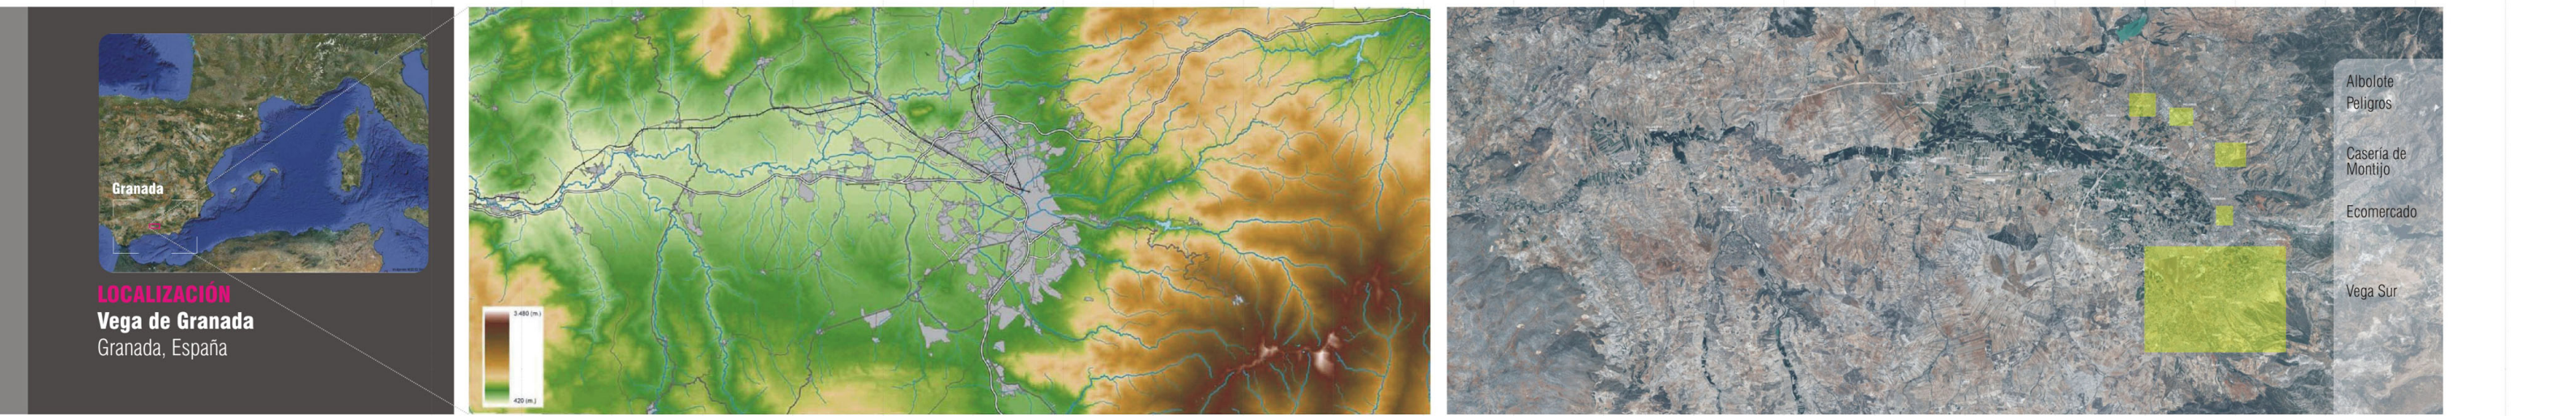 Granada
LOCALIZACIÓN
Vega de Granada
Granada, España
3.480 (m.)
420 (m.)
Albolote
Peligros
Casería de
Montijo
Ecomercado
Vega Sur